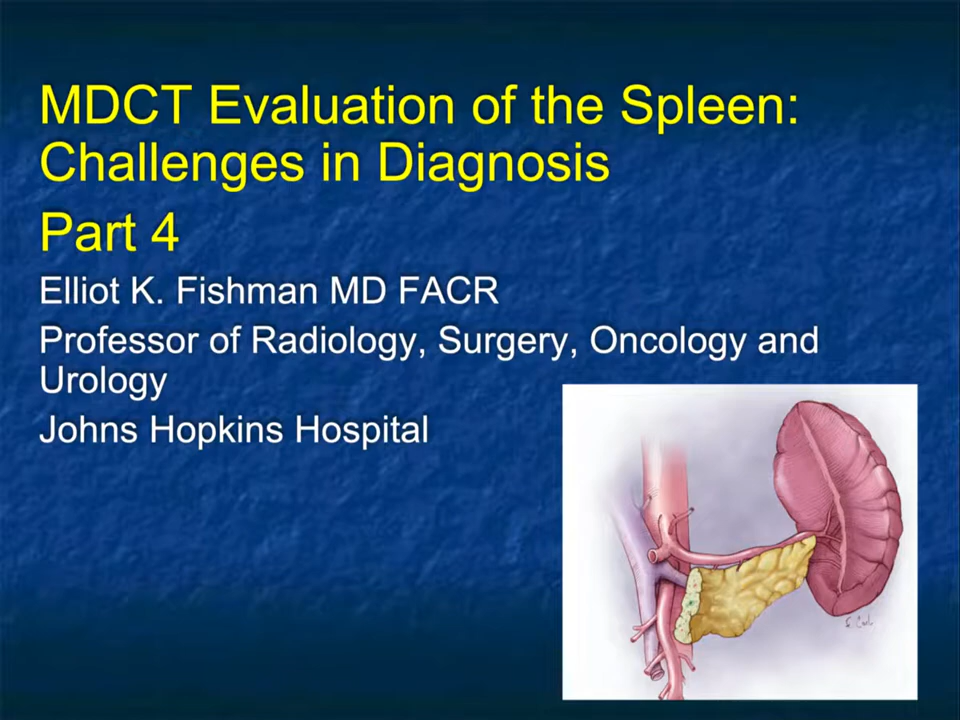 MDCT Evaluation of the Spleen:
Challenges in Diagnosis
Part 4
Elliot K. Fishman MD FACR
Professor of Radiology, Surgery, Oncology and
Urology
Johns Hopkins Hospital